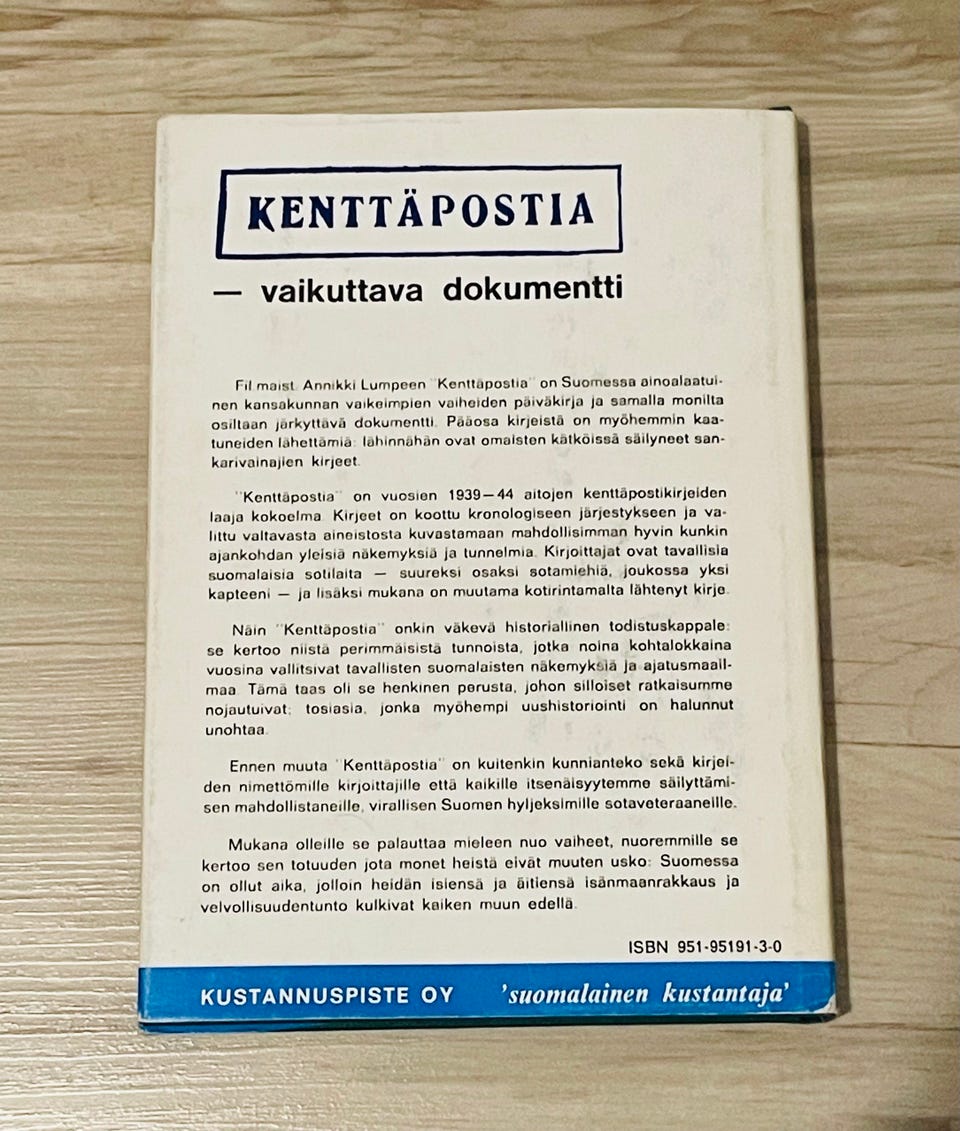 KENTTÄPOSTIA
— vaikuttava dokumentti
Fil maist. Annikki Lumpeen "Kenttäpostia" on Suomessa ainoalaatui-
nen kansakunnan vaikeimpien vaiheiden päiväkirja ja samalla monilta
osiltaan järkyttävä dokumentti. Pääosa kirjeistä on myöhemmin kaa-
tuneiden lähettämiä: lähinnähän ovat omaisten kätköissä säilyneet san-
karivainajien kirjeet.
"Kenttäpostia" on vuosien 1939—44 aitojen kenttäpostikirjeiden
laaja kokoelma. Kirjeet on koottu kronologiseen järjestykseen ja va-
littu valtavasta aineistosta kuvastamaan mahdollisimman hyvin kunkin
ajankohdan yleisiä näkemyksiä ja tunnelmia. Kirjoittajat ovat tavallisia
suomalaisia sotilaita — suureksi osaksi sotamiehiä, joukossa yksi
kapteeni — ja lisäksi mukana on muutama kotirintamalta lähtenyt kirje.
Näin "Kenttäpostia" onkin väkevä historiallinen todistuskappale:
se kertoo niistä perimmäisistä tunnoista, jotka noina kohtalokkaina
vuosina vallitsivat tavallisten suomalaisten näkemyksiä ja ajatusmaail-
maa. Tämä taas oli se henkinen perusta, johon silloiset ratkaisumme
nojautuivat; tosiasia, jonka myöhempi uushistoriointi on halunnut
unohtaa.
Ennen muuta "Kenttäpostia" on kuitenkin kunnianteko sekä kirjei-
den nimettömille kirjoittajille että kaikille itsenäisyytemme säilyttämi-
sen mahdollistaneille, virallisen Suomen hyljeksimille sotaveteraaneille.
Mukana olleille se palauttaa mieleen nuo vaiheet, nuoremmille se
kertoo sen totuuden jota monet heistä eivät muuten usko: Suomessa
on ollut aika, jolloin heidän isiensä ja äitiensä isänmaanrakkaus ja
velvollisuudentunto kulkivat kaiken muun edellä.
ISBN 951-95191-3-0
KUSTANNUSPISTE OY 'suomalainen kustantaja'